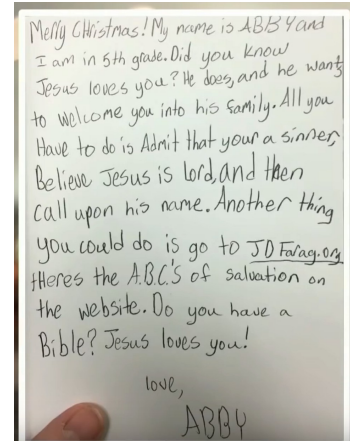 Merry CHristmas! My name is ABBY and
I am in 5th grade. Did you know
Jesus loves you? He does, and he wants
to welcome you into his family. All you
Have to do is Admit that your a sinner,
Believe Jesus is Lord, and then
call upon his name. Another thing
you could do is go to JDFarag.org
tHeres the A.B.C.'s of salvation on
the website. Do you have a
Bible? Jesus loves you!
love,
ABBY